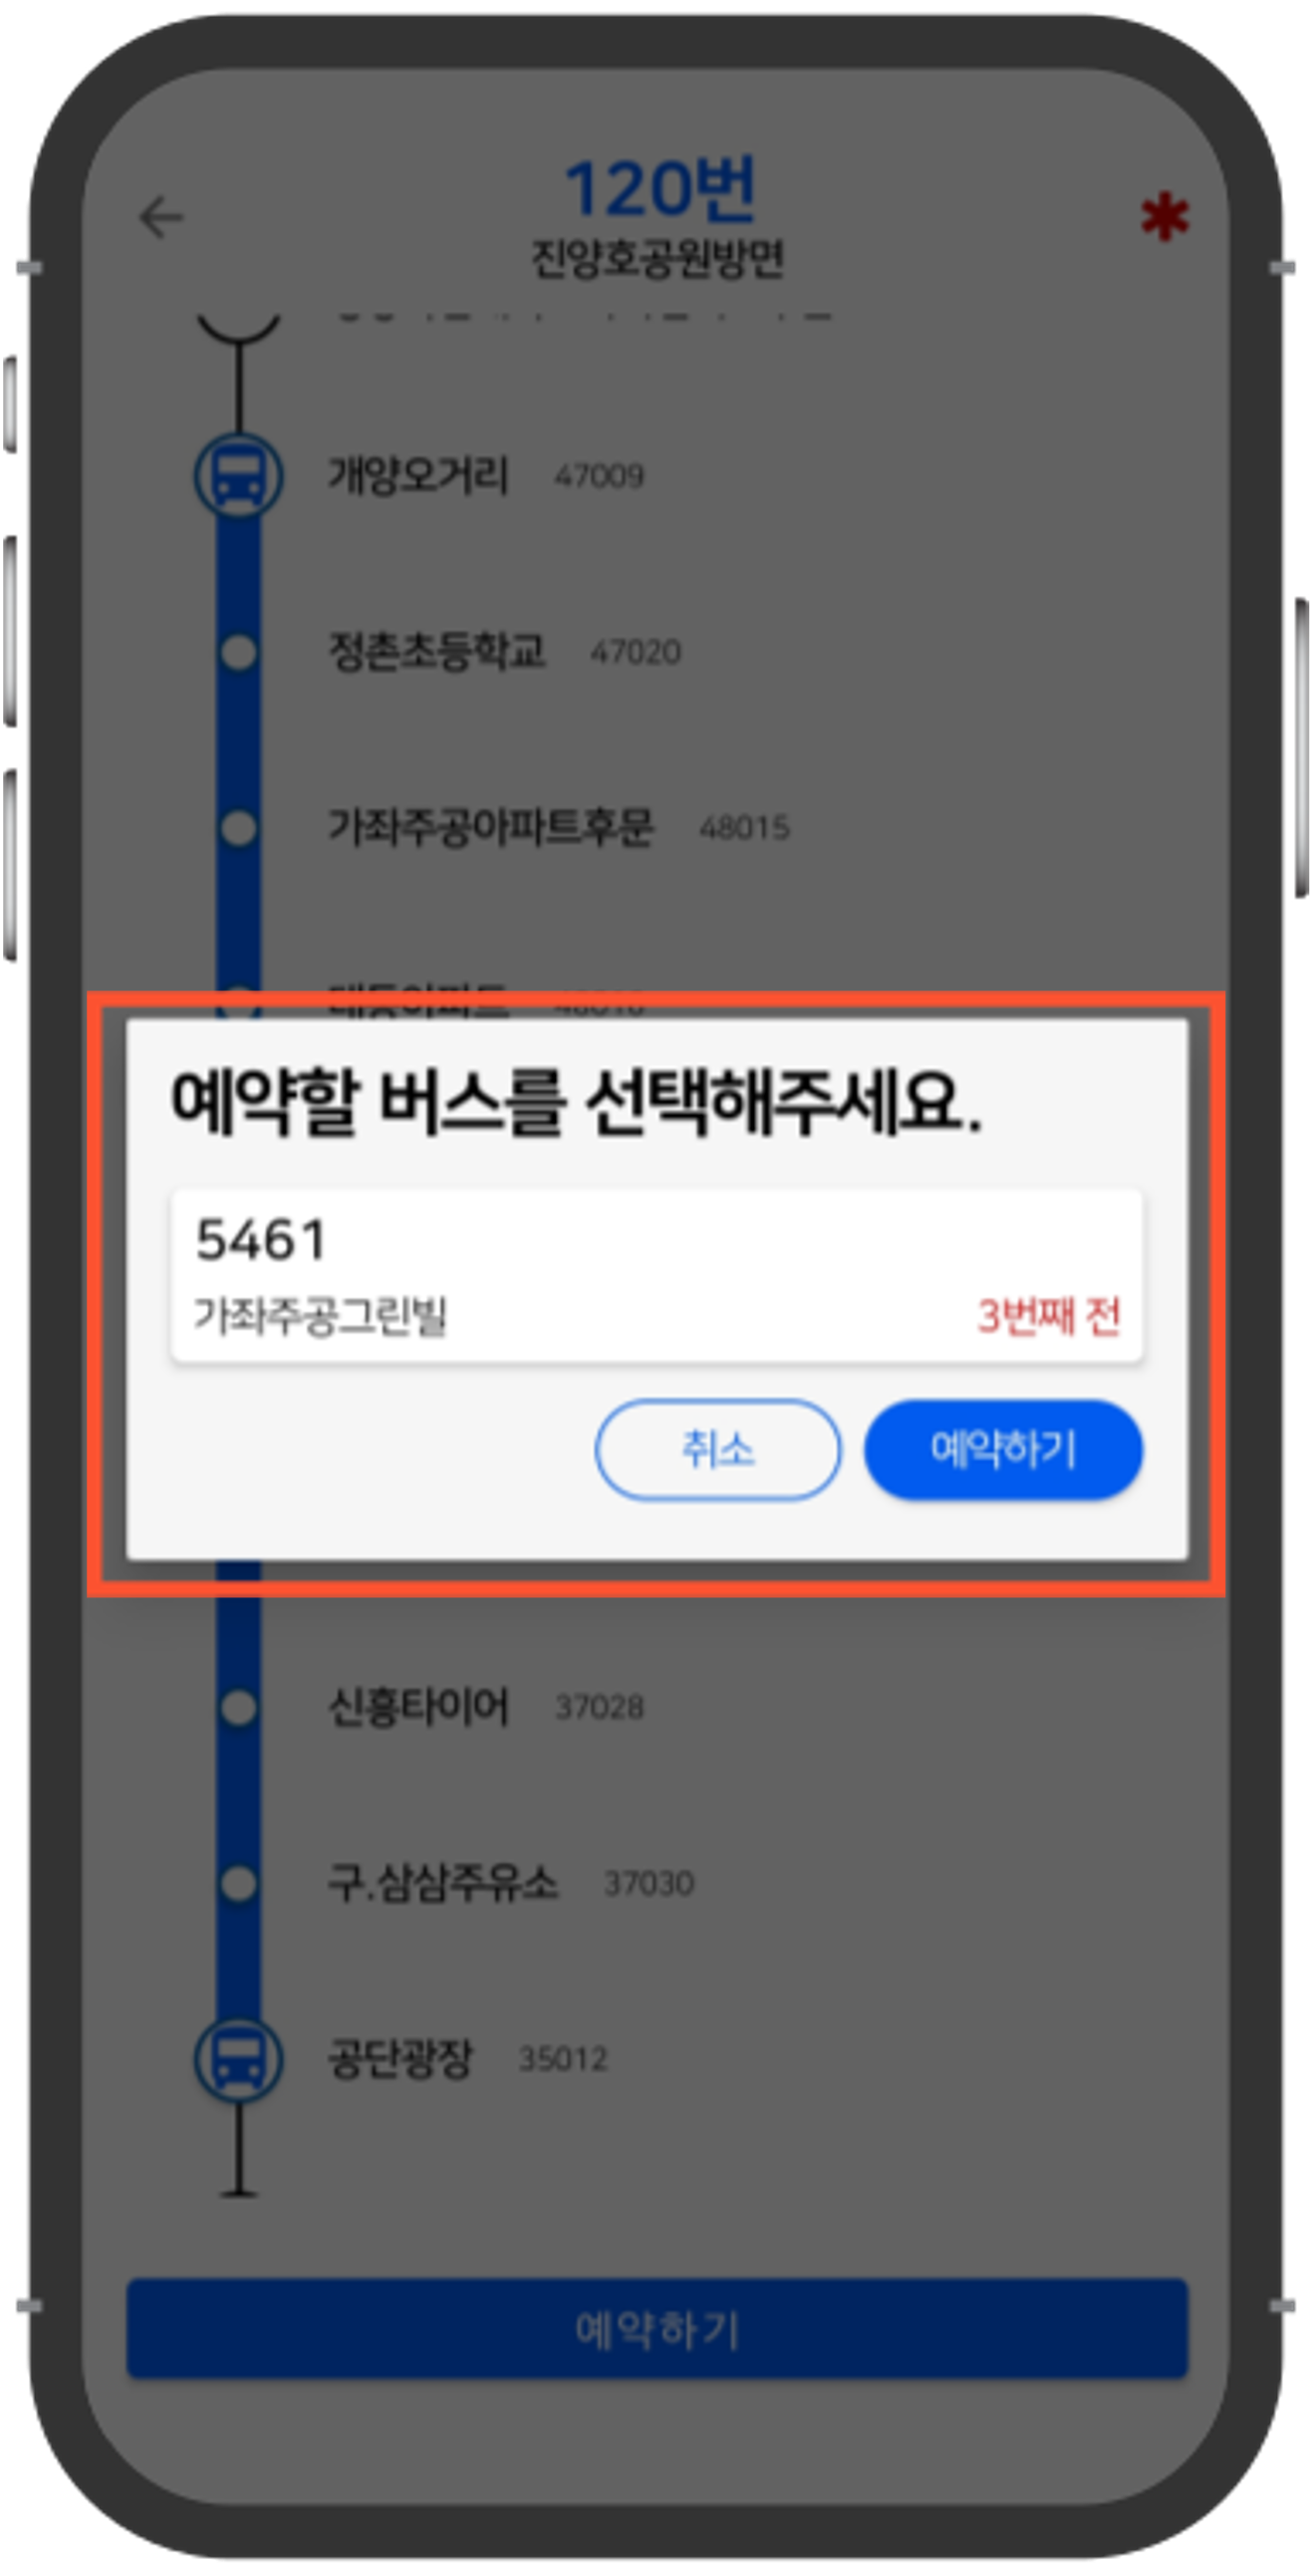 120번
진양호공원방면
개양오거리 47009
정촌초등학교 47020
가좌주공아파트후문 48015
예약할 버스를 선택해주세요.
5461
가좌주공그린빌 3번째 전
취소 예약하기
신흥타이어 37028
구.삼삼주유소 37030
공단광장 35012
예약하기